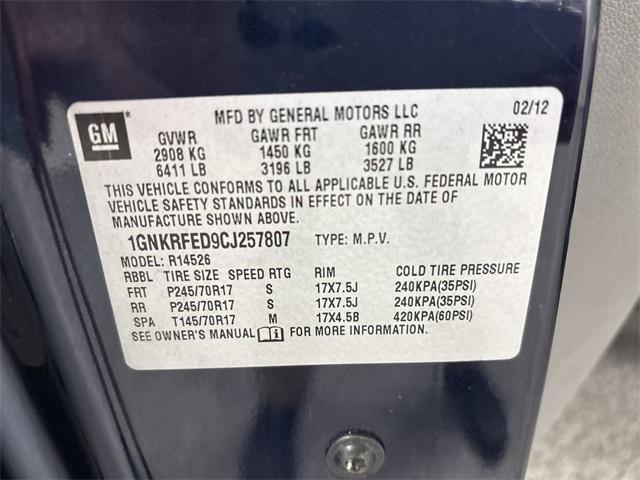 GM
MFD BY GENERAL MOTORS LLC 02/12
GVWR GAWR FRT GAWR RR
2908 KG 1450 KG 1600 KG
6411 LB 3196 LB 3527 LB
THIS VEHICLE CONFORMS TO ALL APPLICABLE U.S. FEDERAL MOTOR
VEHICLE SAFETY STANDARDS IN EFFECT ON THE DATE OF
MANUFACTURE SHOWN ABOVE.
1GNKRFED9CJ257807 TYPE: M.P.V.
MODEL: R14526
RBBL TIRE SIZE SPEED RTG RIM COLD TIRE PRESSURE
FRT P245/70R17 S 17X7.5J 240KPA(35PSI)
RR P245/70R17 S 17X7.5J 240KPA(35PSI)
SPA T145/70R17 M 17X4.5B 420KPA(60PSI)
SEE OWNER'S MANUAL FOR MORE INFORMATION.